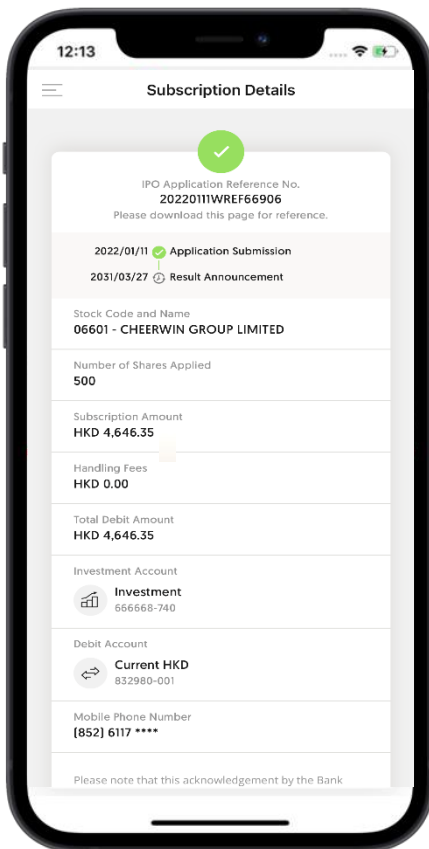 12:13
Subscription Details
IPO Application Reference No.
20220111WREF66906
Please download this page for reference.
2022/01/11 Application Submission
2031/03/27 Result Announcement
Stock Code and Name
06601 - CHEERWIN GROUP LIMITED
Number of Shares Applied
500
Subscription Amount
HKD 4,646.35
Handling Fees
HKD 0.00
Total Debit Amount
HKD 4,646.35
Investment Account
Investment
666668-740
Debit Account
Current HKD
832980-001
Mobile Phone Number
[852] 6117 ****
Please note that this acknowledgement by the Bank